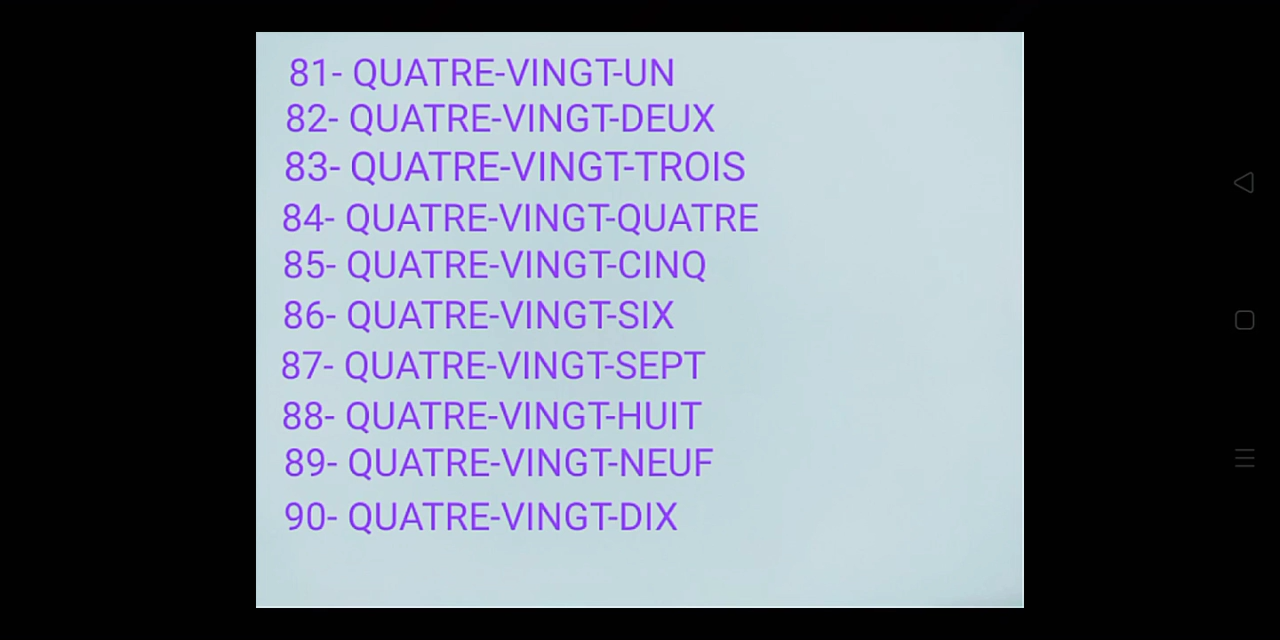 81- QUATRE-VINGT-UN
82- QUATRE-VINGT-DEUX
83- QUATRE-VINGT-TROIS
84- QUATRE-VINGT-QUATRE
85- QUATRE-VINGT-CINQ
86- QUATRE-VINGT-SIX
87- QUATRE-VINGT-SEPT
88- QUATRE-VINGT-HUIT
89- QUATRE-VINGT-NEUF
90- QUATRE-VINGT-DIX